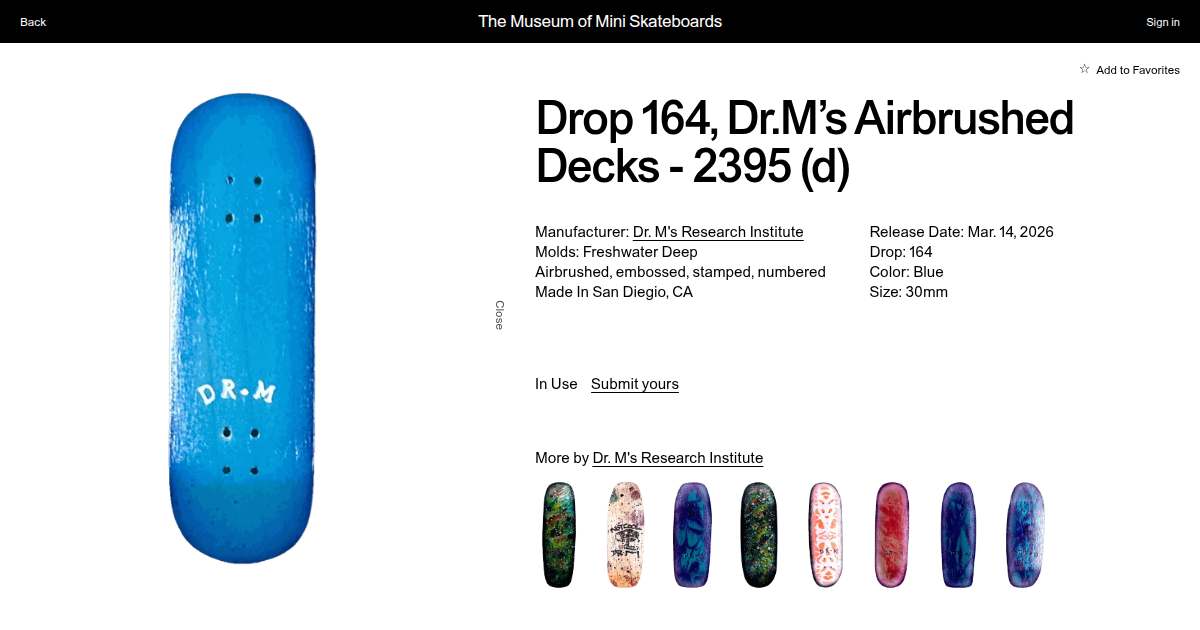 Back
The Museum of Mini Skateboards
Sign in
☆ Add to Favorites
DR•M
Drop 164, Dr.M’s Airbrushed
Decks - 2395 (d)
Manufacturer: Dr. M's Research Institute
Molds: Freshwater Deep
Airbrushed, embossed, stamped, numbered
Made In San Diegio, CA
Release Date: Mar. 14, 2026
Drop: 164
Color: Blue
Size: 30mm
Close
In Use Submit yours
More by Dr. M's Research Institute